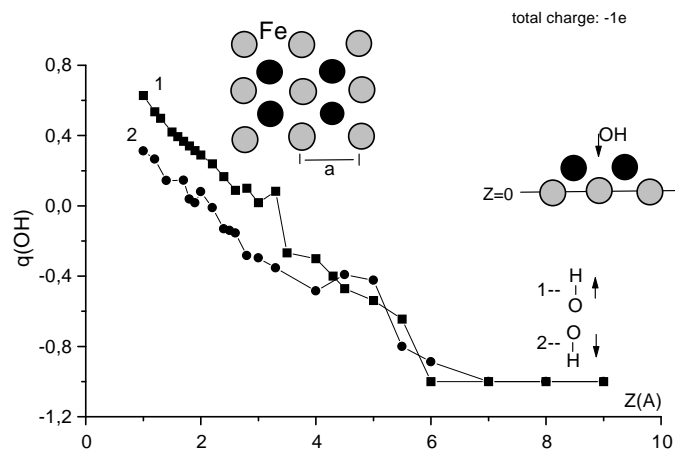 total charge: -1e
Fe
a
OH
Z=0
0,8
0,4
0,0
-0,4
-0,8
-1,2
q(OH)
1
2
H
1--
O
O
2--
H
0
2
4
6
8
10
Z(A)